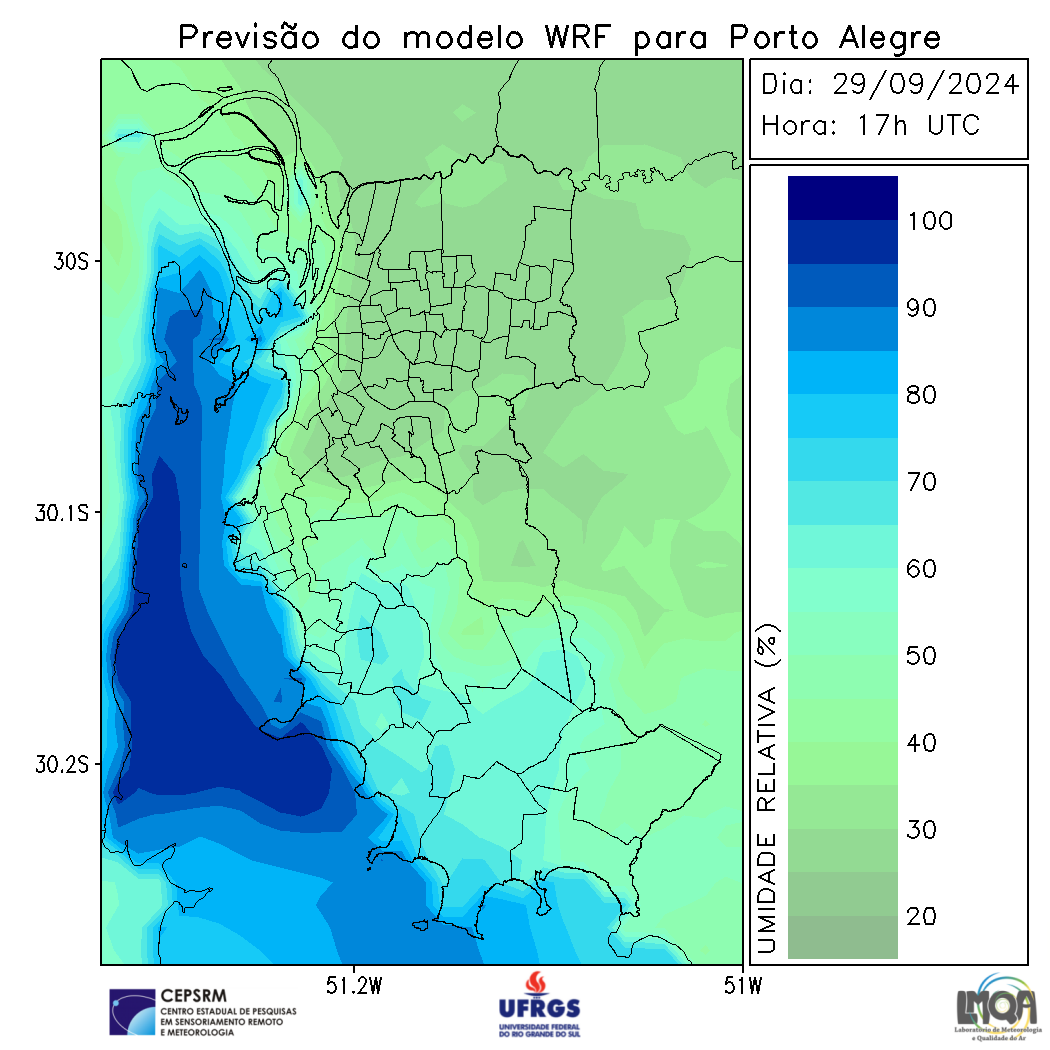 Previsão do modelo WRF para Porto Alegre
Dia: 29/09/2024
Hora: 17h UTC
30S
30.1S
30.2S
51.2W
51W
UMIDADE RELATIVA (%)
100
90
80
70
60
50
40
30
20
CEPSRM
CENTRO ESTADUAL DE PESQUISAS
EM SENSORIAMENTO REMOTO
E METEOROLOGIA
UFRGS
UNIVERSIDADE FEDERAL
DO RIO GRANDE DO SUL
LMQA
Laboratório de Meteorologia
e Qualidade do Ar